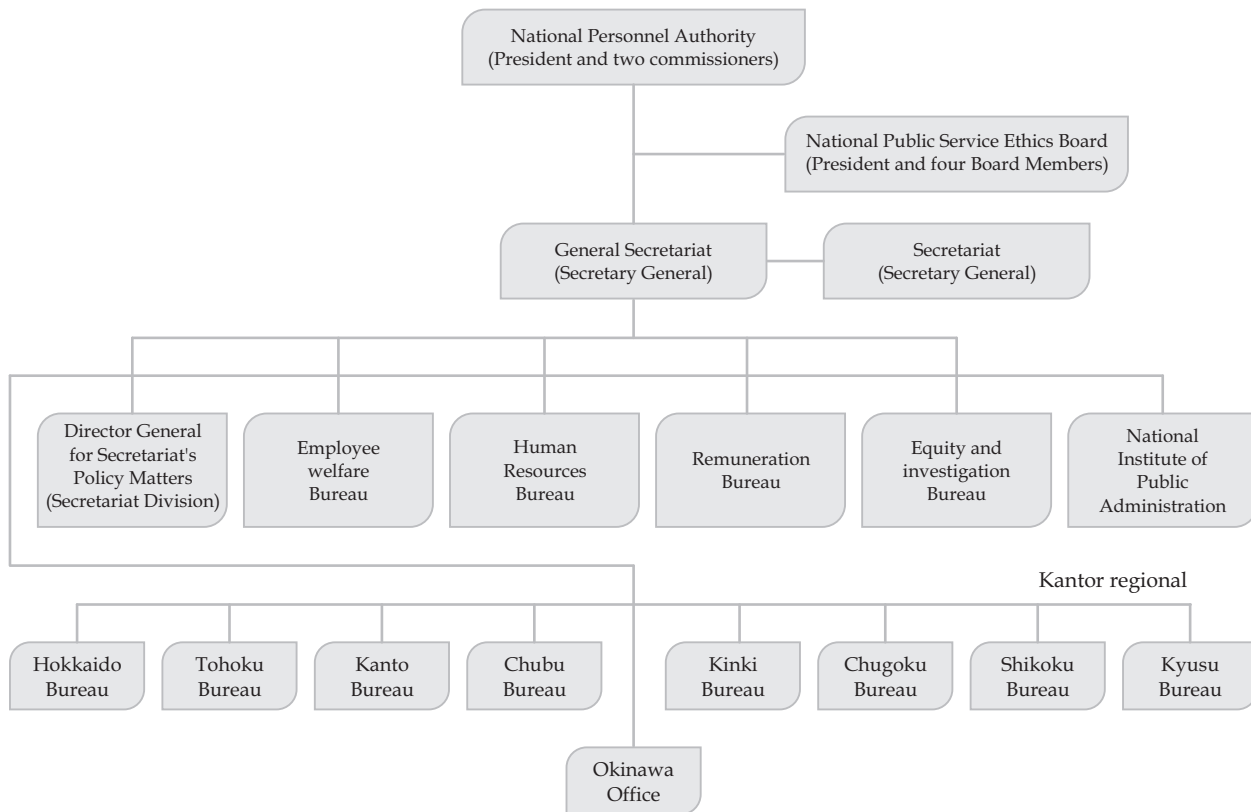 National Personnel Authority
(President and two commissioners)
National Public Service Ethics Board
(President and four Board Members)
General Secretariat
(Secretary General)
Secretariat
(Secretary General)
Director General
for Secretariat's
Policy Matters
(Secretariat Division)
Employee
welfare
Bureau
Human
Resources
Bureau
Remuneration
Bureau
Equity and
investigation
Bureau
National
Institute of
Public
Administration
Kantor regional
Hokkaido
Bureau
Tohoku
Bureau
Kanto
Bureau
Chubu
Bureau
Kinki
Bureau
Chugoku
Bureau
Shikoku
Bureau
Kyusu
Bureau
Okinawa
Office